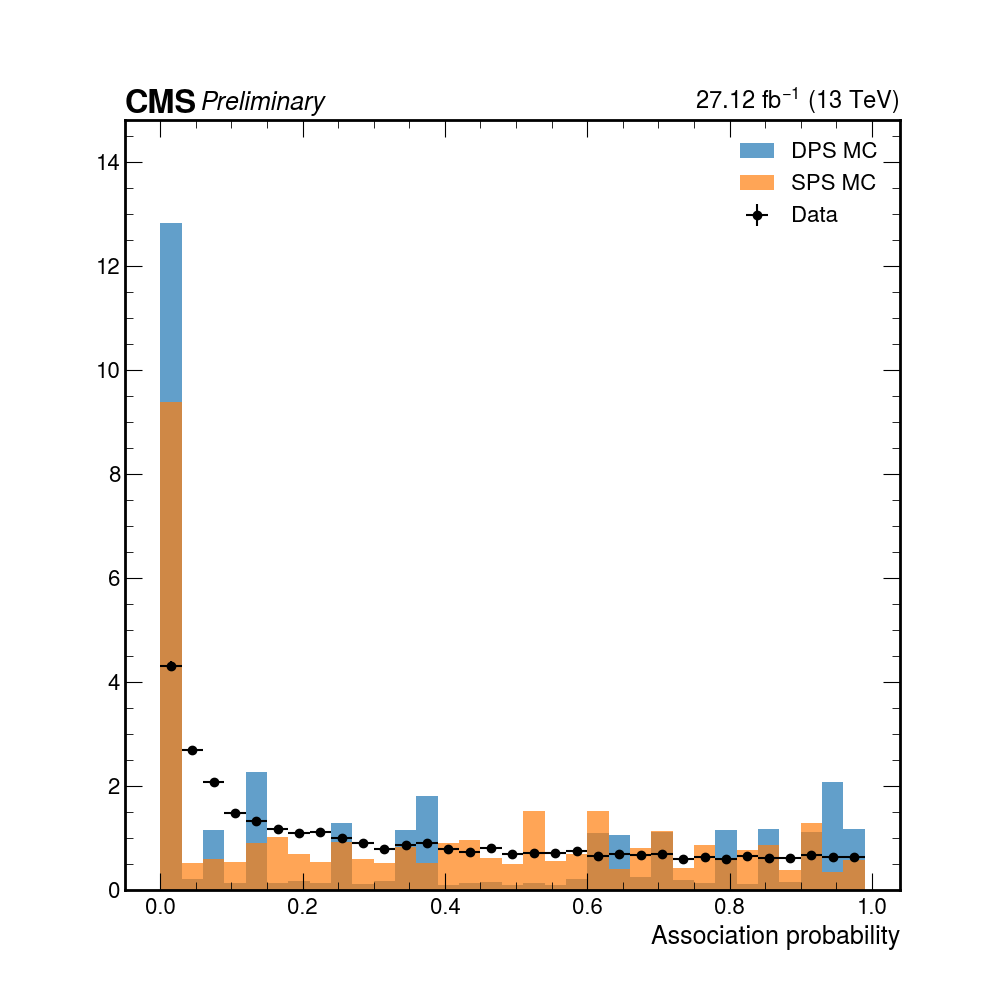 CMS Preliminary
27.12 fb⁻¹ (13 TeV)
DPS MC
SPS MC
Data
14
12
10
8
6
4
2
0
0.0 0.2 0.4 0.6 0.8 1.0
Association probability